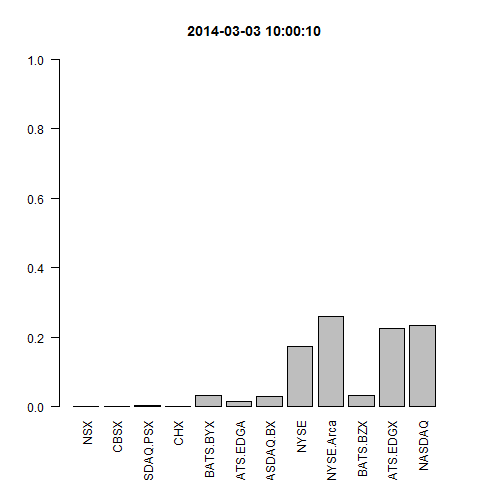 2014-03-03 10:00:10
1.0
0.8
0.6
0.4
0.2
0.0
NSX
CBSX
SDAQ.PSX
CHX
BATS.BYX
ATS.EDGA
ASDAQ.BX
NYSE
NYSE.Arca
BATS.BZX
ATS.EDGX
NASDAQ